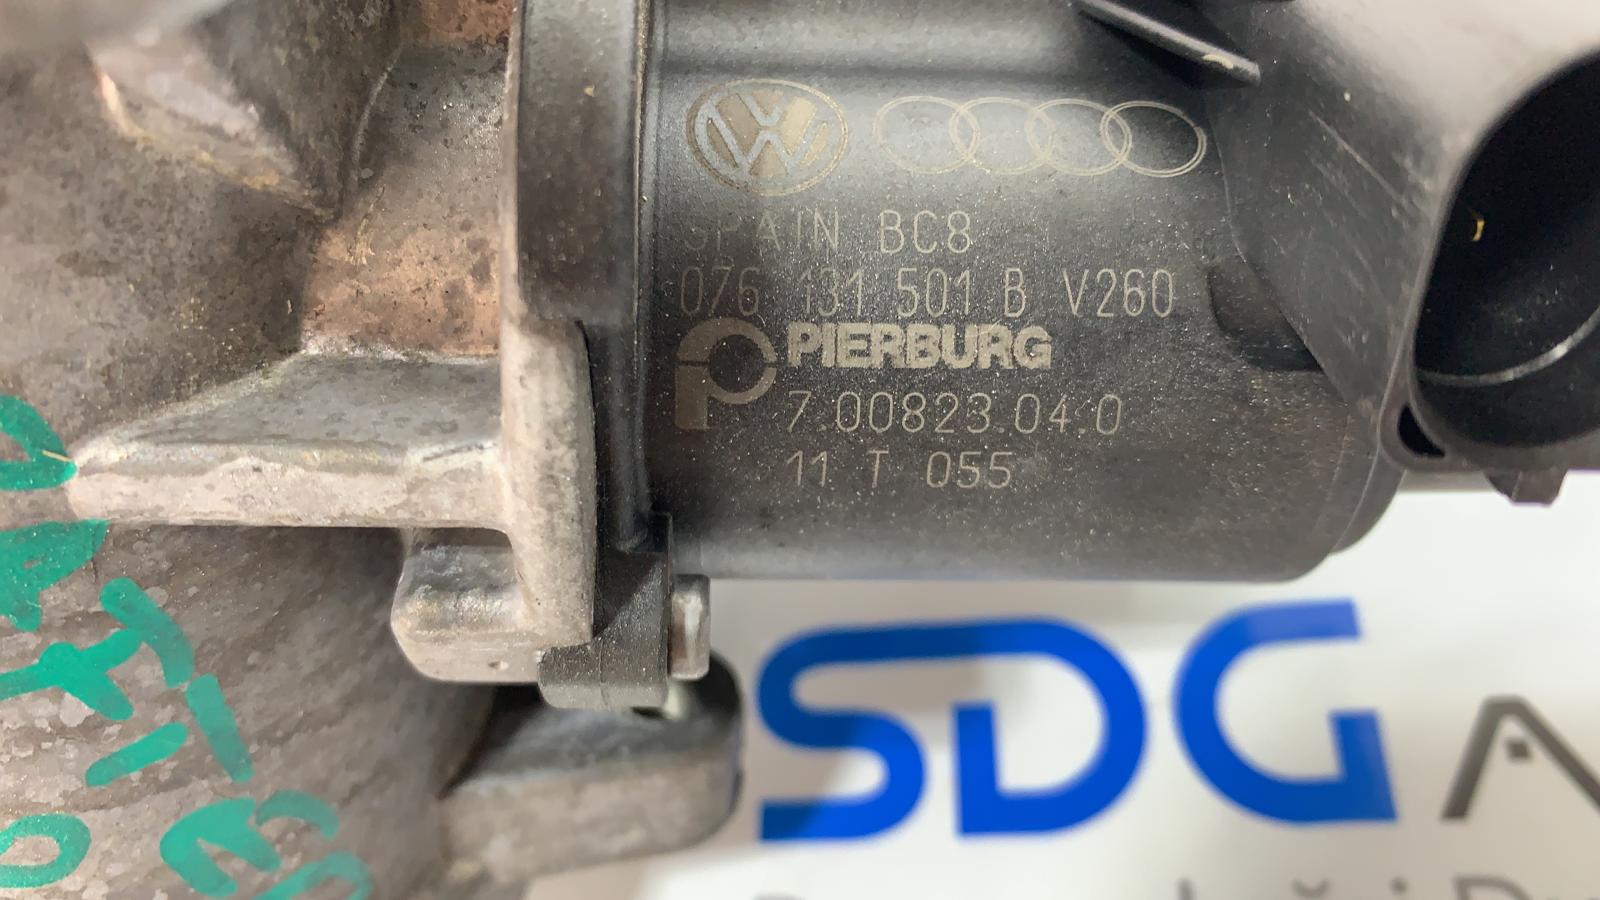 SPAIN BC8
076 131 501 B V260
PIERBURG
7.00823.04.0
11 T 055
SDG